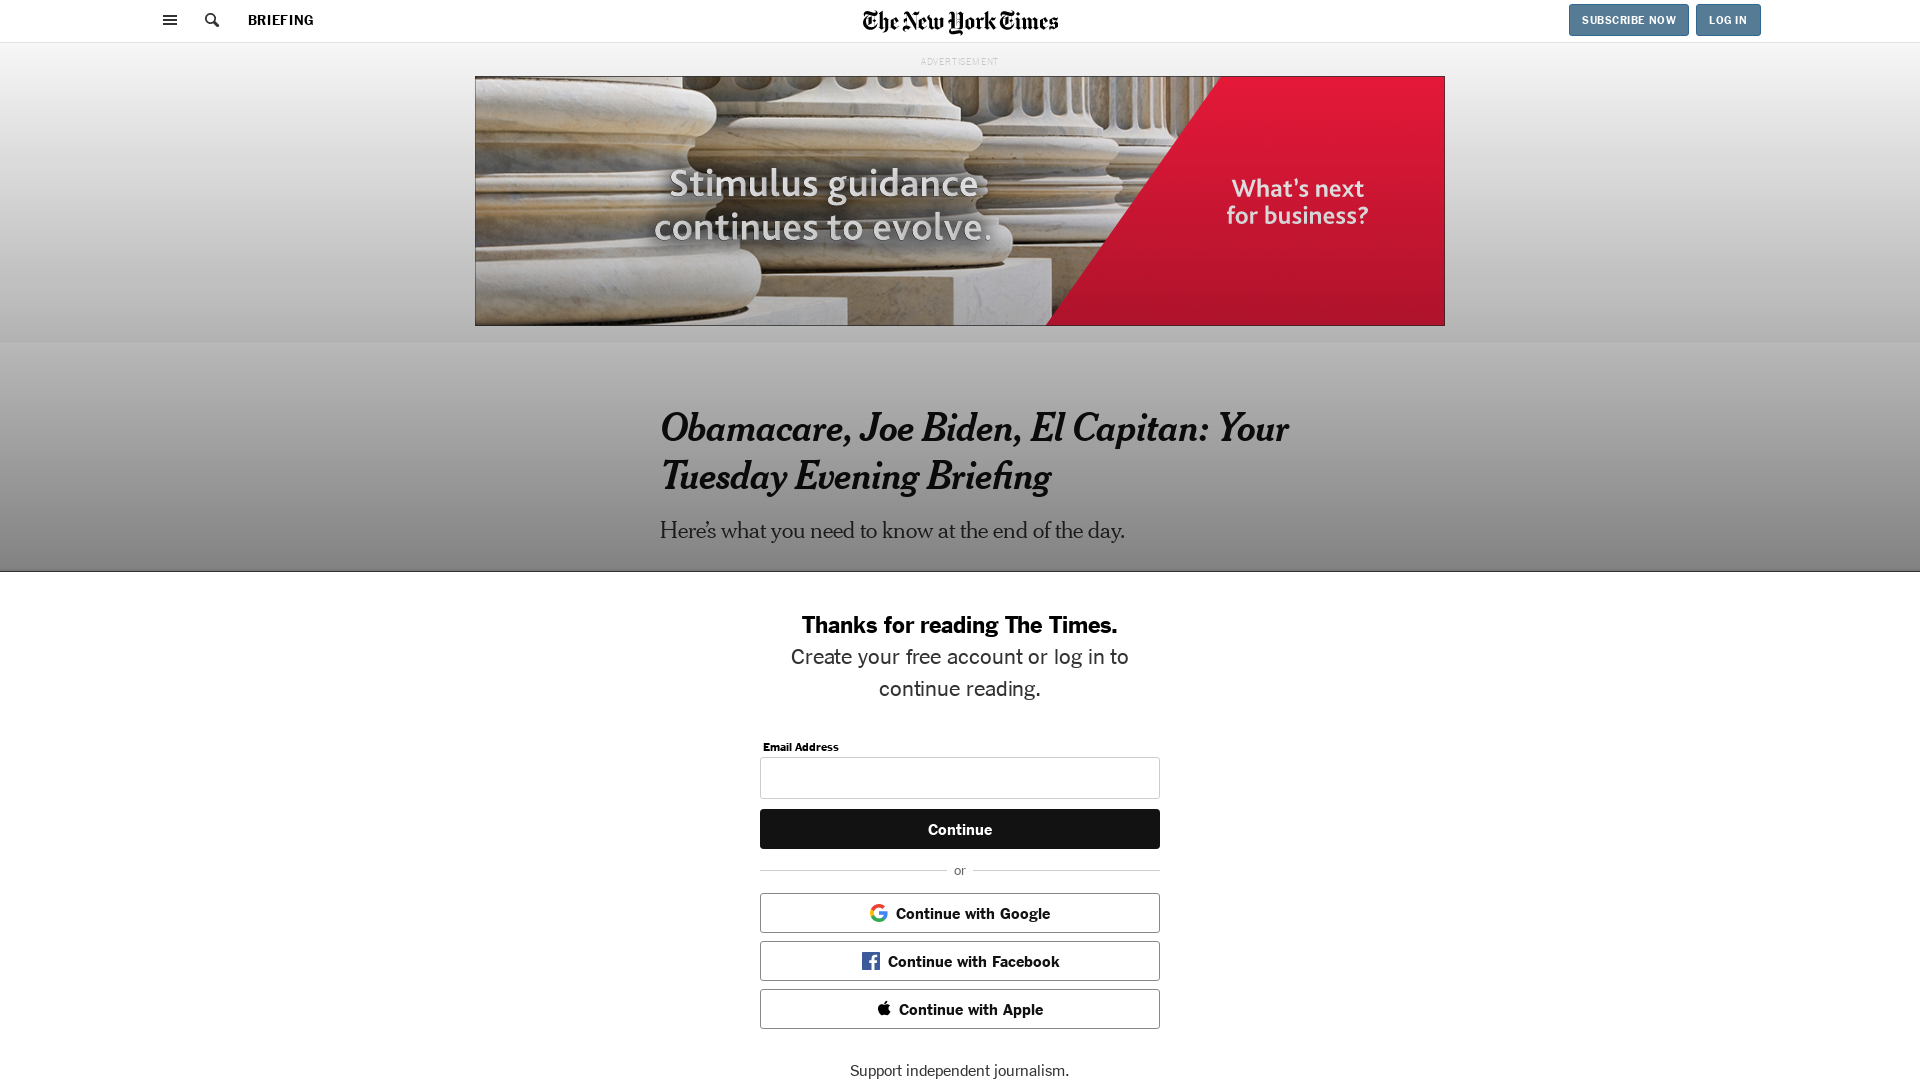 BRIEFING
The New York Times
SUBSCRIBE NOW
LOG IN
ADVERTISEMENT
Stimulus guidance
continues to evolve.
What's next
for business?
Obamacare, Joe Biden, El Capitan: Your
Tuesday Evening Briefing
Here's what you need to know at the end of the day.
Thanks for reading The Times.
Create your free account or log in to
continue reading.
Email Address
Continue
or
Continue with Google
Continue with Facebook
Continue with Apple
Support independent journalism.